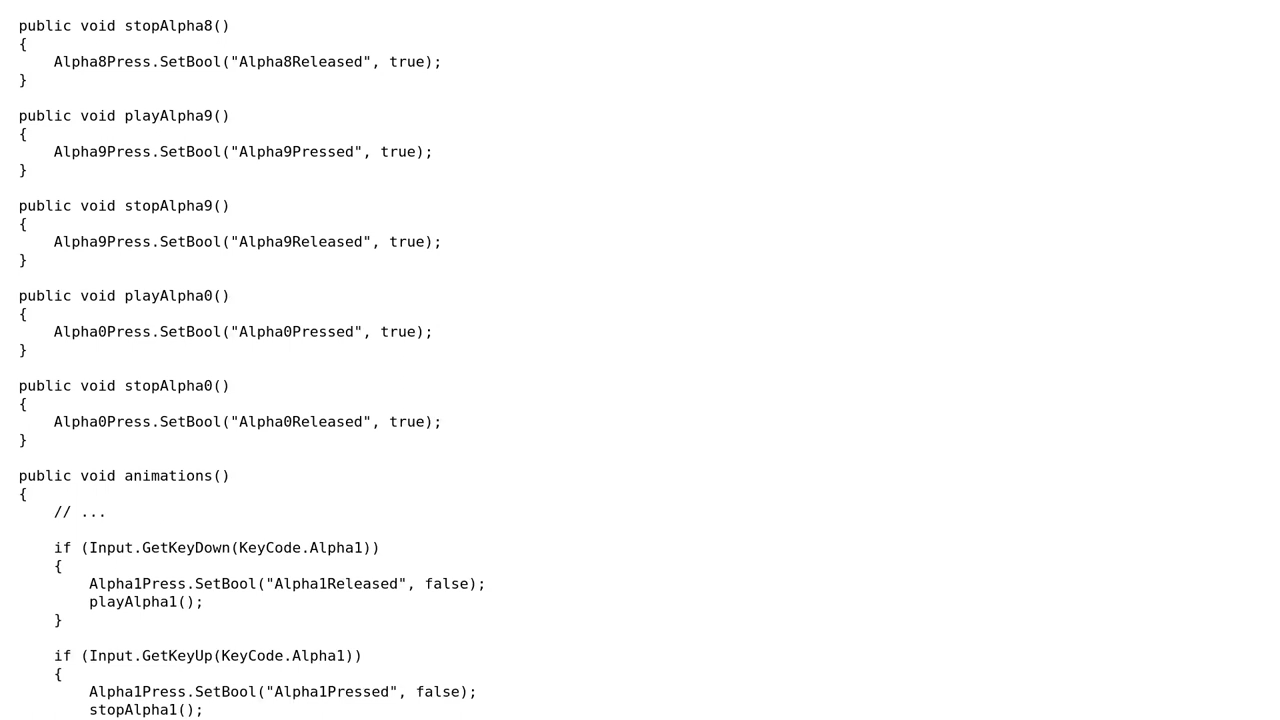 public void stopAlpha8()
{
    Alpha8Press.SetBool("Alpha8Released", true);
}

public void playAlpha9()
{
    Alpha9Press.SetBool("Alpha9Pressed", true);
}

public void stopAlpha9()
{
    Alpha9Press.SetBool("Alpha9Released", true);
}

public void playAlpha0()
{
    Alpha0Press.SetBool("Alpha0Pressed", true);
}

public void stopAlpha0()
{
    Alpha0Press.SetBool("Alpha0Released", true);
}

public void animations()
{
    // ...

    if (Input.GetKeyDown(KeyCode.Alpha1))
    {
        Alpha1Press.SetBool("Alpha1Released", false);
        playAlpha1();
    }

    if (Input.GetKeyUp(KeyCode.Alpha1))
    {
        Alpha1Press.SetBool("Alpha1Pressed", false);
        stopAlpha1();